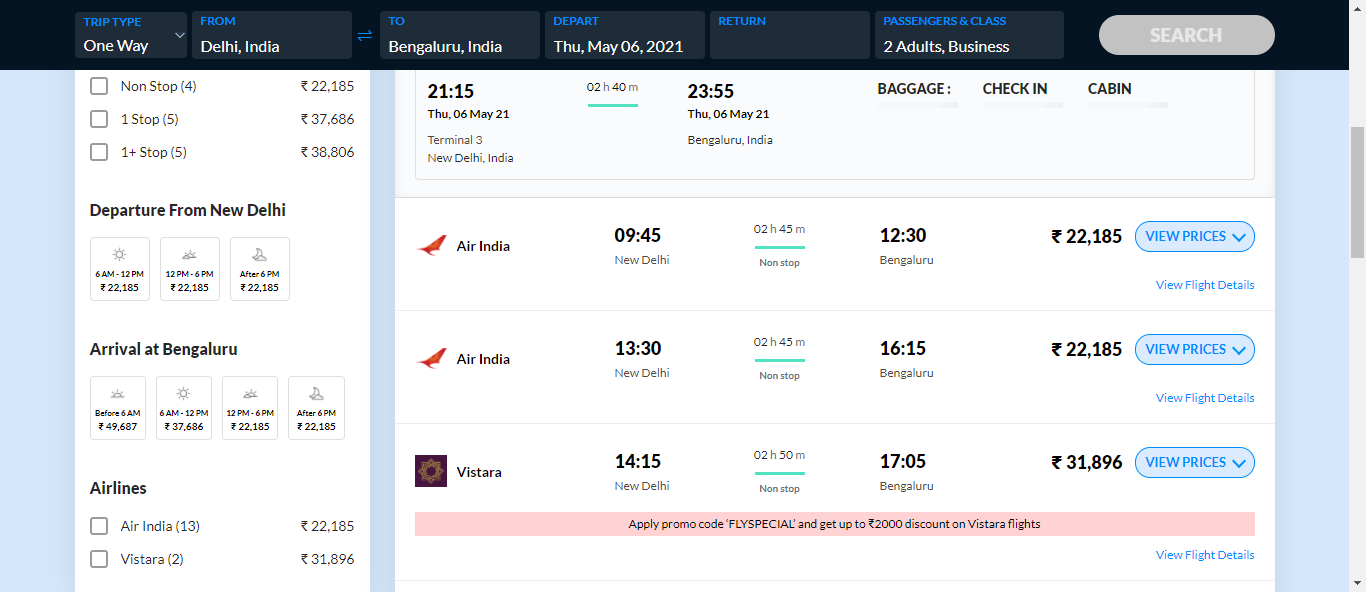 TRIP TYPE
One Way
FROM
Delhi, India
TO
Bengaluru, India
DEPART
Thu, May 06, 2021
RETURN
PASSENGERS & CLASS
2 Adults, Business
SEARCH
Non Stop (4) ₹ 22,185
1 Stop (5) ₹ 37,686
1+ Stop (5) ₹ 38,806
Departure From New Delhi
6 AM - 12 PM
₹ 22,185
12 PM - 6 PM
₹ 22,185
After 6 PM
₹ 22,185
Arrival at Bengaluru
Before 6 AM
₹ 49,687
6 AM - 12 PM
₹ 37,686
12 PM - 6 PM
₹ 22,185
After 6 PM
₹ 22,185
Airlines
Air India (13) ₹ 22,185
Vistara (2) ₹ 31,896
21:15
Thu, 06 May 21
Terminal 3
New Delhi, India
02 h 40 m
23:55
Thu, 06 May 21
Bengaluru, India
BAGGAGE : CHECK IN CABIN
Air India
09:45
New Delhi
02 h 45 m
Non stop
12:30
Bengaluru
₹ 22,185
VIEW PRICES
View Flight Details
Air India
13:30
New Delhi
02 h 45 m
Non stop
16:15
Bengaluru
₹ 22,185
VIEW PRICES
View Flight Details
Vistara
14:15
New Delhi
02 h 50 m
Non stop
17:05
Bengaluru
₹ 31,896
VIEW PRICES
Apply promo code ‘FLYSPECIAL’ and get up to ₹2000 discount on Vistara flights
View Flight Details